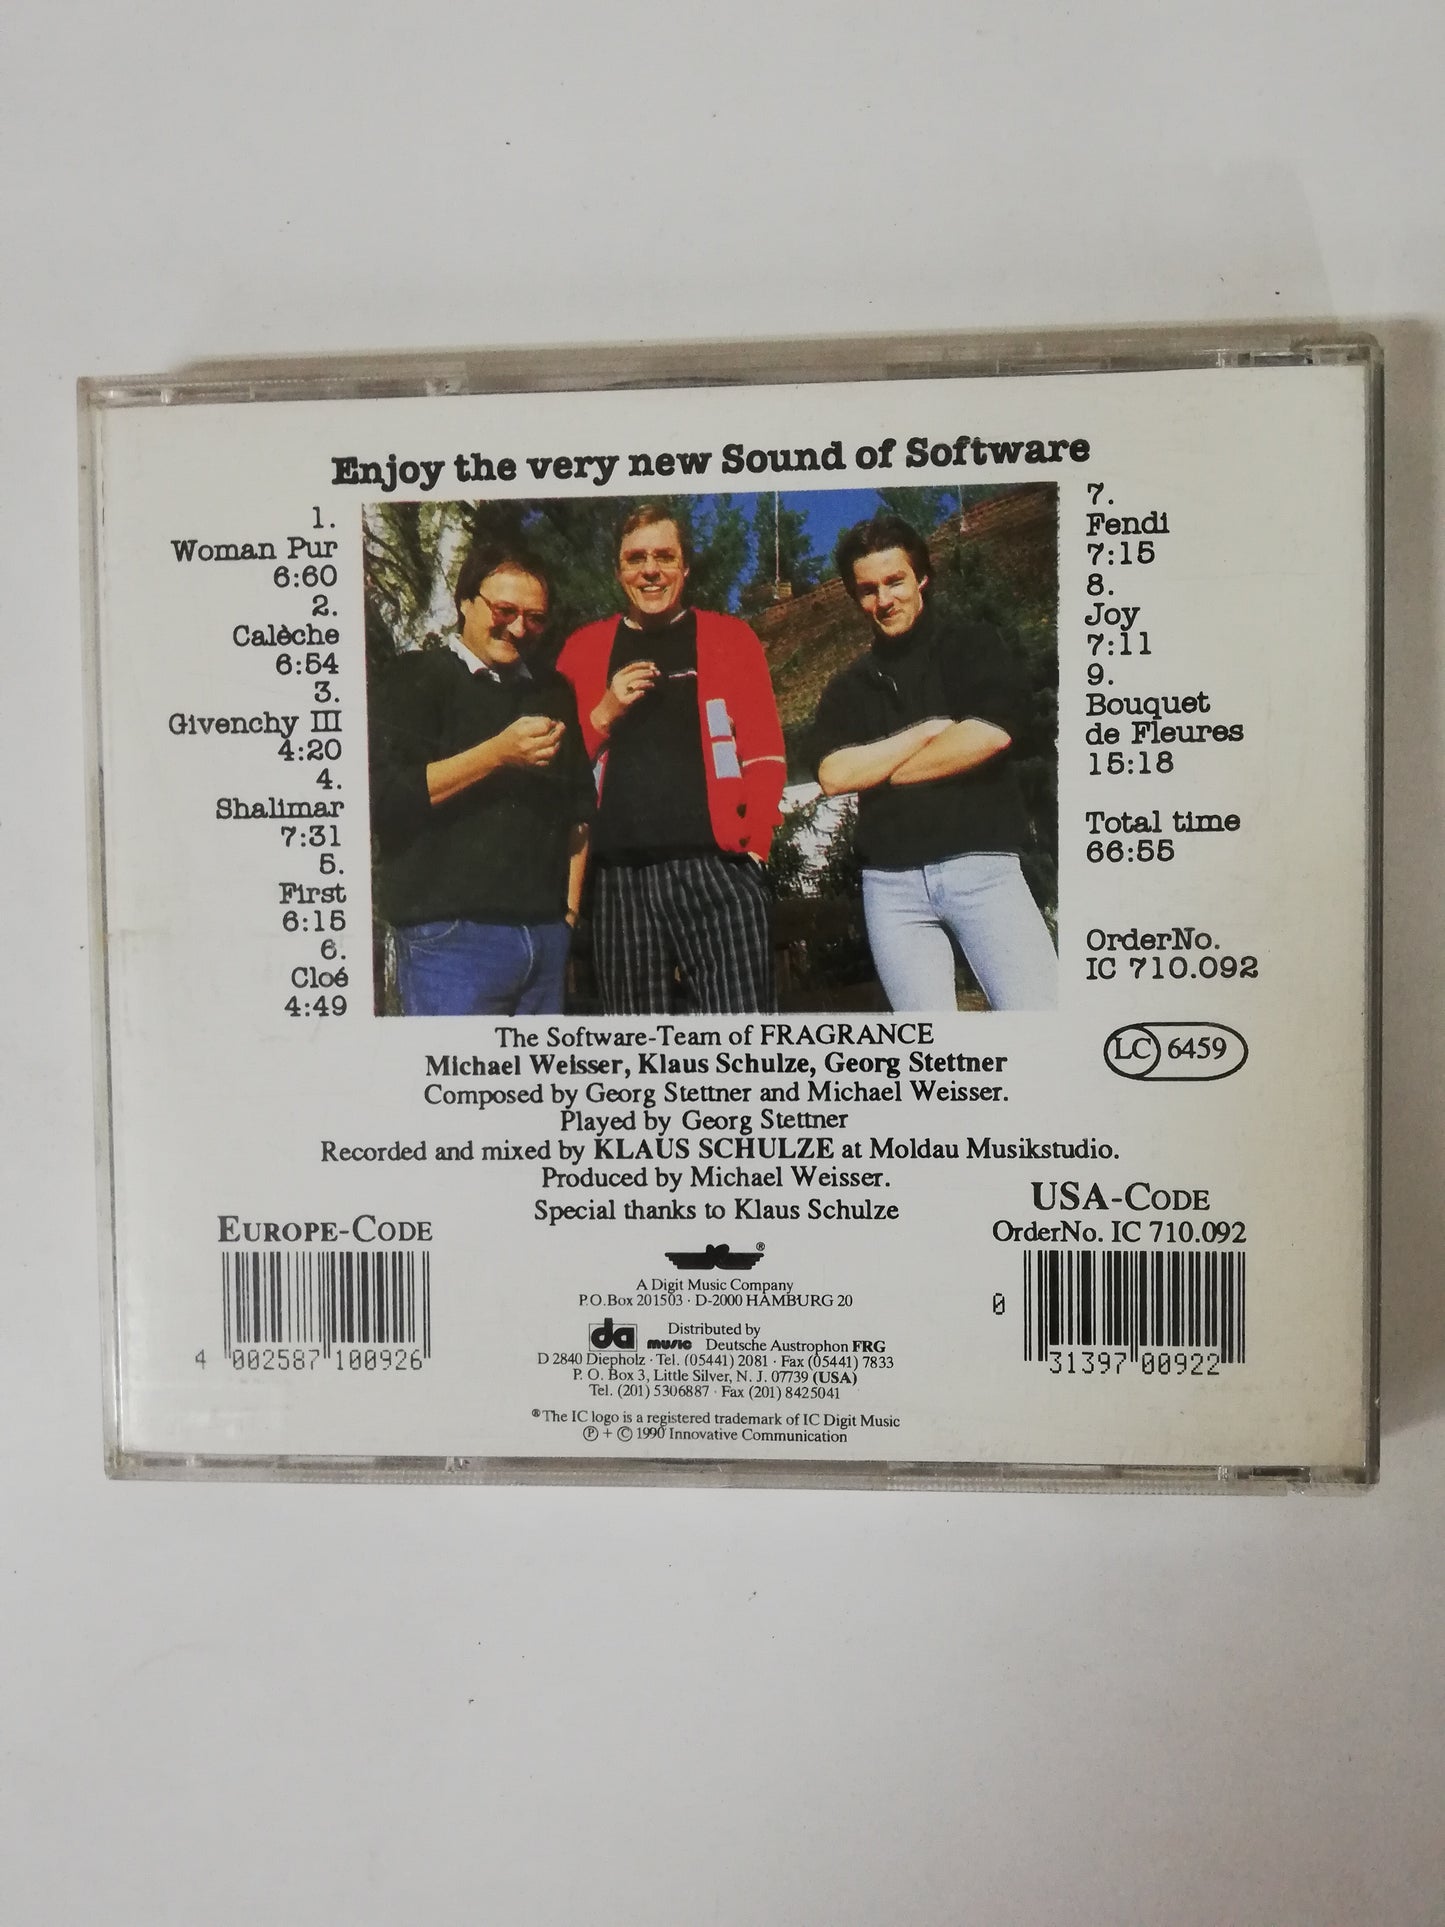 Enjoy the very new Sound of Software
1.
Woman Pur
6:60
2.
Calèche
6:54
3.
Givenchy III
4:20
4.
Shalimar
7:31
5.
First
6:15
6.
Cloé
4:49
7.
Fendi
7:15
8.
Joy
7:11
9.
Bouquet
de Fleures
15:18
Total time
66:55
OrderNo.
IC 710.092
LC 6459
The Software-Team of FRAGRANCE
Michael Weisser, Klaus Schulze, Georg Stettner
Composed by Georg Stettner and Michael Weisser.
Played by Georg Stettner
Recorded and mixed by KLAUS SCHULZE at Moldau Musikstudio.
Produced by Michael Weisser.
Special thanks to Klaus Schulze
EUROPE-CODE
4 002587 100926
USA-CODE
OrderNo. IC 710.092
0 31397 00922
®
A Digit Music Company
P.O.Box 201503 · D-2000 HAMBURG 20
da music
Distributed by
Deutsche Austrophon FRG
D 2840 Diepholz · Tel. (05441) 2081 · Fax (05441) 7833
P. O. Box 3, Little Silver, N. J. 07739 (USA)
Tel. (201) 5306887 · Fax (201) 8425041
® The IC logo is a registered trademark of IC Digit Music
℗ + © 1990 Innovative Communication